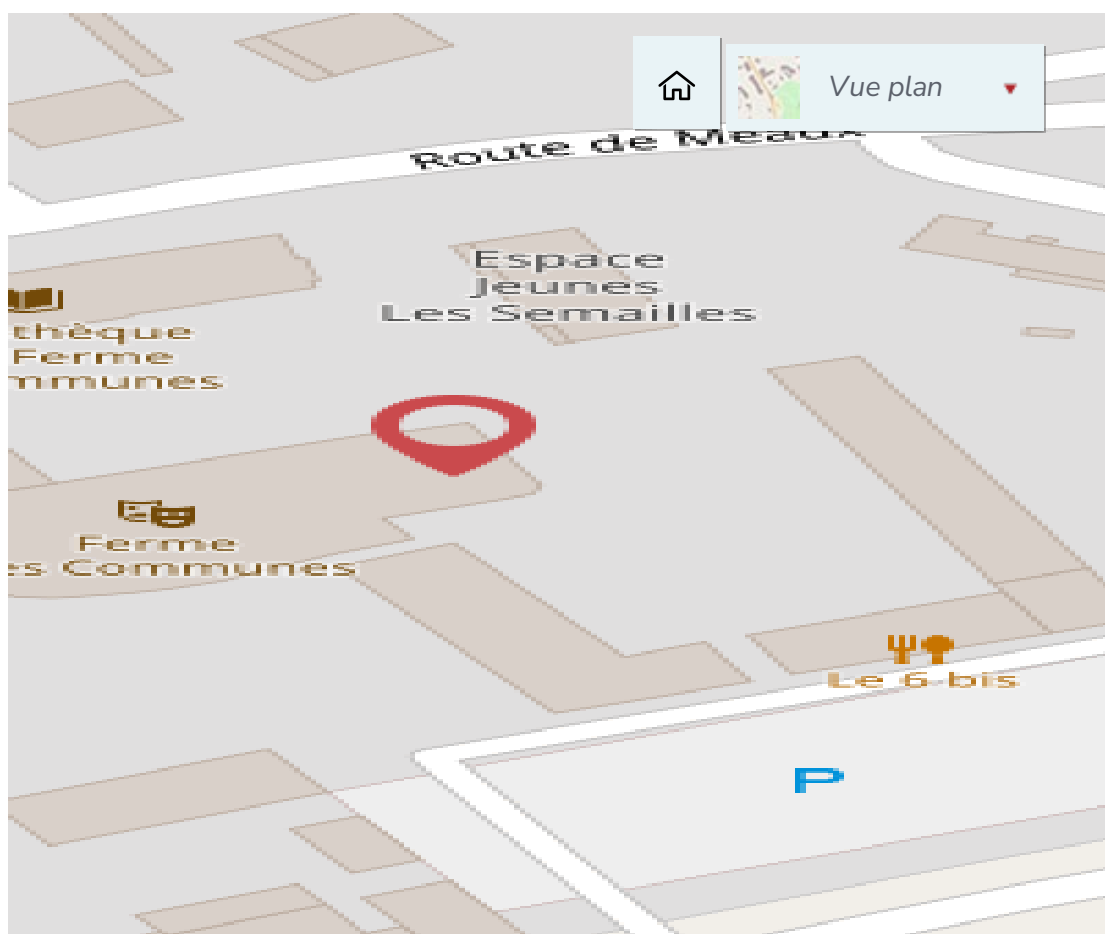 Vue plan
Route de Meaux
Espace
Jeunes
Les Semailles
thèque
Ferme
mmunes
Ferme
es Communes
Le 6 bis
P